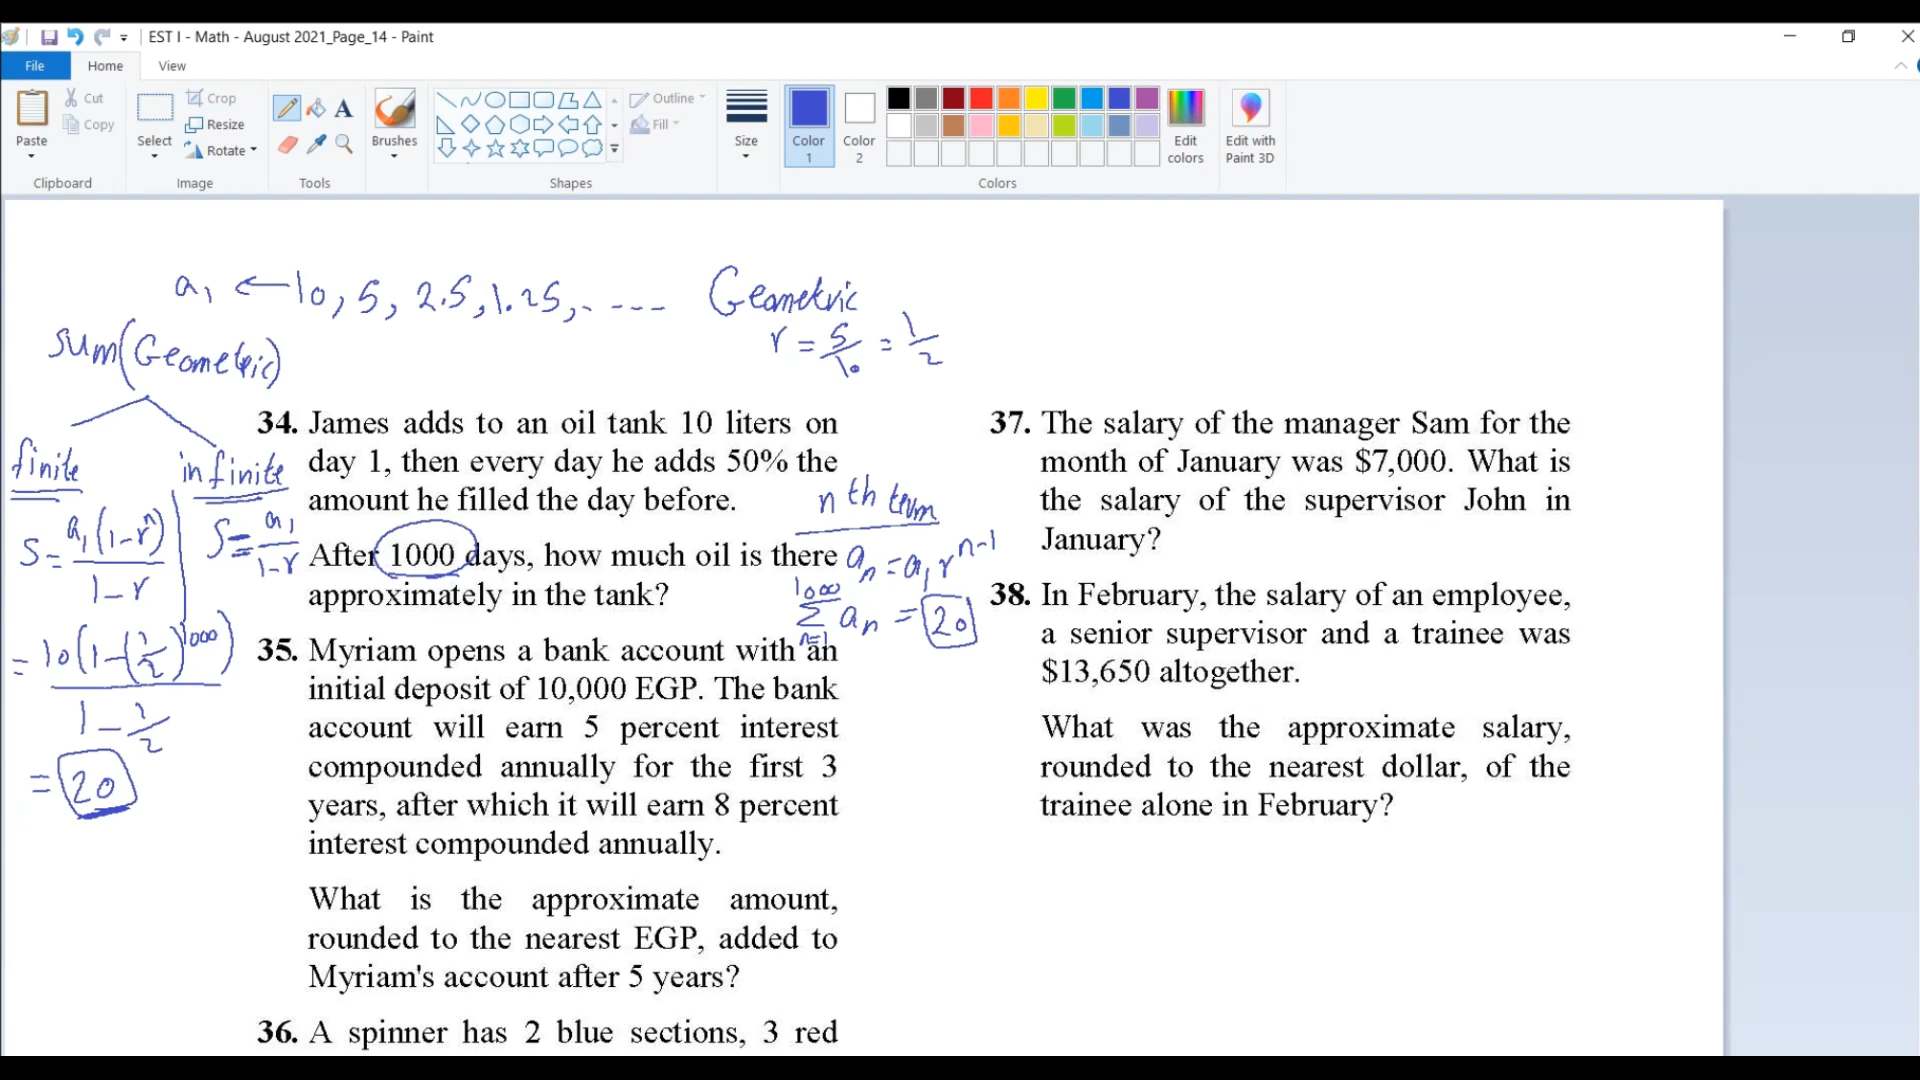 EST I - Math - August 2021_Page_14 - Paint
File
Home
View
Paste
Cut
Copy
Clipboard
Select
Crop
Resize
Rotate
Image
A
Tools
Brushes
Outline
Fill
Shapes
Size
Color 1
Color 2
Edit colors
Colors
Edit with Paint 3D
a₁ ← 10, 5, 2.5, 1.25, ----- Geometric
r = 5/10 = 1/2
sum(Geometric)
finite
infinite
S = a₁(1-rⁿ)/1-r
S = a₁/1-r
= 10(1-(1/2)^1000)/1-1/2
= 20
34. James adds to an oil tank 10 liters on
day 1, then every day he adds 50% the
amount he filled the day before.
After 1000 days, how much oil is there
approximately in the tank?
nth term
aₙ = a₁ r^n-1
1000 Σ n=1 aₙ = 20
35. Myriam opens a bank account with an
initial deposit of 10,000 EGP. The bank
account will earn 5 percent interest
compounded annually for the first 3
years, after which it will earn 8 percent
interest compounded annually.
What is the approximate amount,
rounded to the nearest EGP, added to
Myriam's account after 5 years?
36. A spinner has 2 blue sections, 3 red
37. The salary of the manager Sam for the
month of January was $7,000. What is
the salary of the supervisor John in
January?
38. In February, the salary of an employee,
a senior supervisor and a trainee was
$13,650 altogether.
What was the approximate salary,
rounded to the nearest dollar, of the
trainee alone in February?